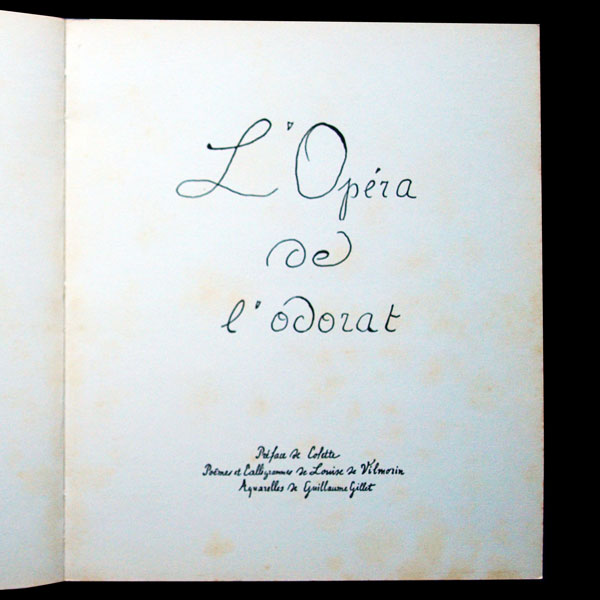 L'Opéra
de
l'odorat
Préface de Colette
Poèmes et Calligrammes de Louise de Vilmorin
Aquarelles de Guillaume Gillet